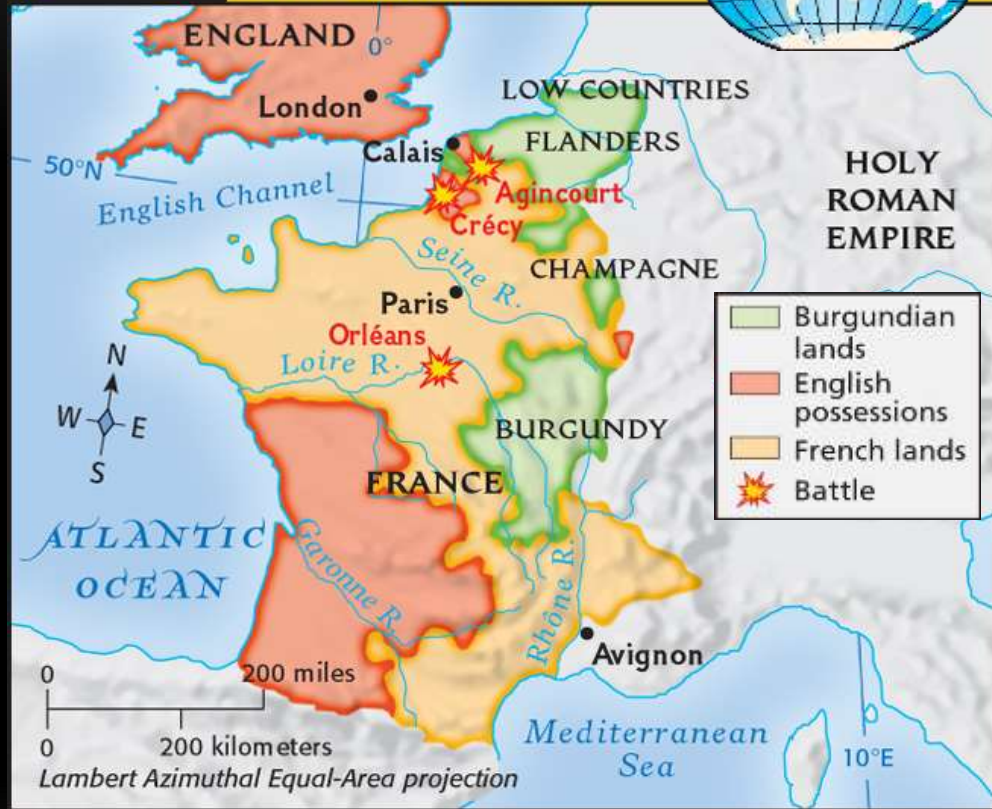 ENGLAND
0°
London
LOW COUNTRIES
FLANDERS
Calais
50°N
English Channel
Agincourt
Crécy
HOLY
ROMAN
EMPIRE
Seine R.
CHAMPAGNE
Paris
Orléans
Loire R.
N
W
E
S
BURGUNDY
FRANCE
Burgundian
lands
English
possessions
French lands
Battle
ATLANTIC
OCEAN
Garonne R.
Rhône R.
Avignon
0
200 miles
0
200 kilometers
Lambert Azimuthal Equal-Area projection
Mediterranean
Sea
10°E